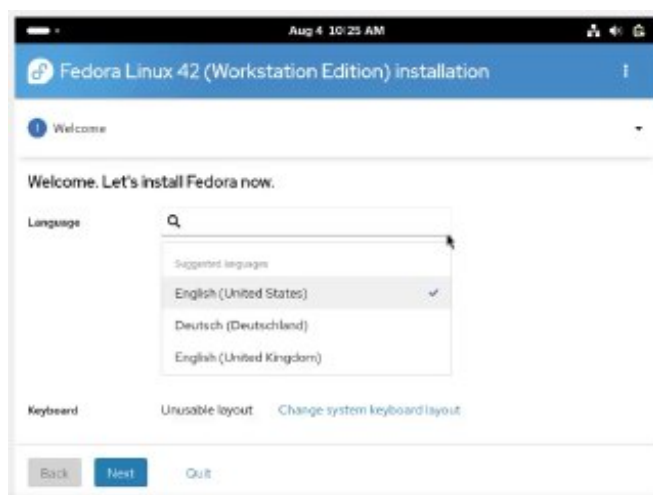 Aug 4 10:25 AM
Fedora Linux 42 (Workstation Edition) installation
1 Welcome
Welcome. Let's install Fedora now.
Language
Suggested languages
English (United States)
Deutsch (Deutschland)
English (United Kingdom)
Keyboard Unusable layout Change system keyboard layout
Back Next Quit